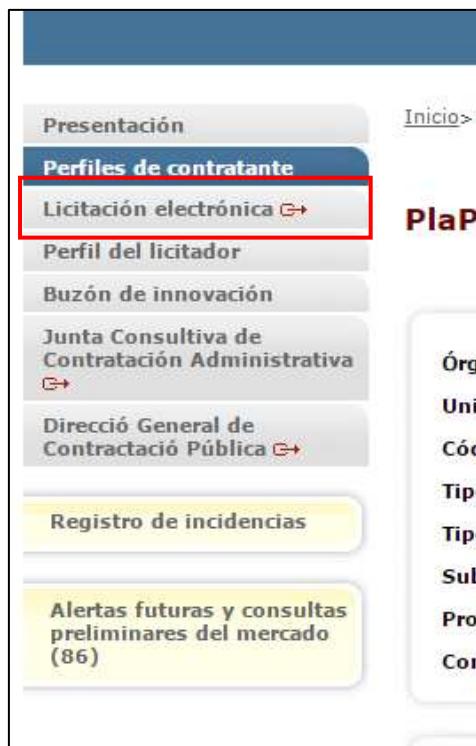 Presentación
Perfiles de contratante
Licitación electrónica
Perfil del licitador
Buzón de innovación
Junta Consultiva de
Contratación Administrativa
Direcció General de
Contractació Pública
Registro de incidencias
Alertas futuras y consultas
preliminares del mercado
(86)
Inicio>